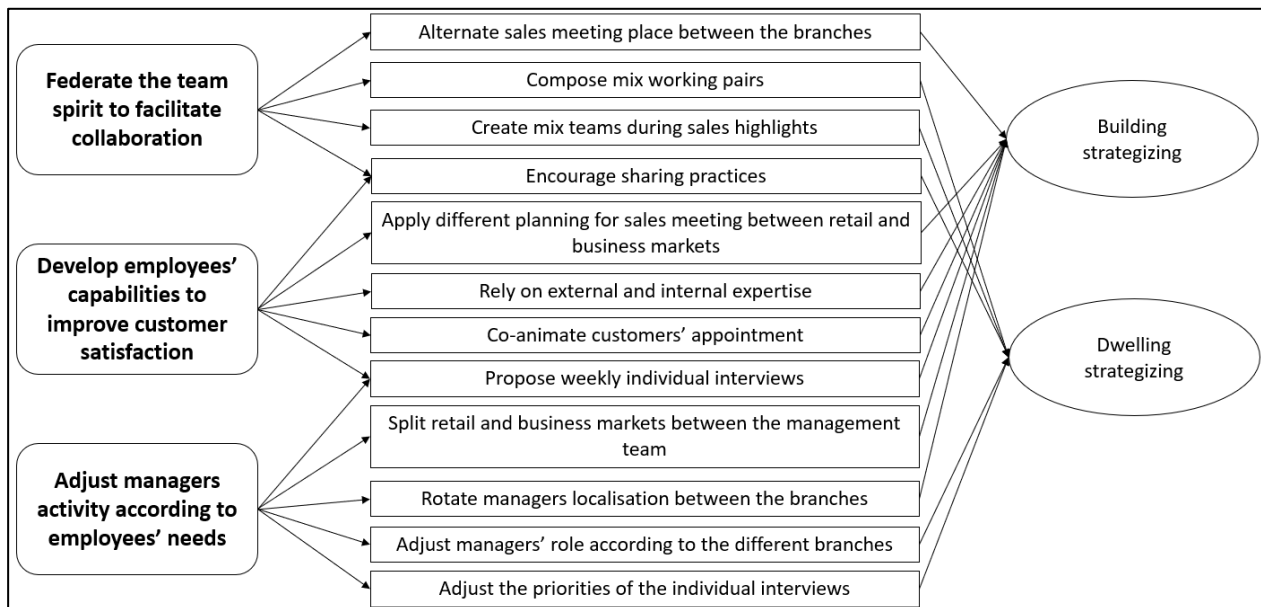 Federate the team
spirit to facilitate
collaboration
Develop employees'
capabilities to
improve customer
satisfaction
Adjust managers
activity according to
employees' needs
Alternate sales meeting place between the branches
Compose mix working pairs
Create mix teams during sales highlights
Encourage sharing practices
Apply different planning for sales meeting between retail and
business markets
Rely on external and internal expertise
Co-animate customers' appointment
Propose weekly individual interviews
Split retail and business markets between the management
team
Rotate managers localisation between the branches
Adjust managers' role according to the different branches
Adjust the priorities of the individual interviews
Building
strategizing
Dwelling
strategizing